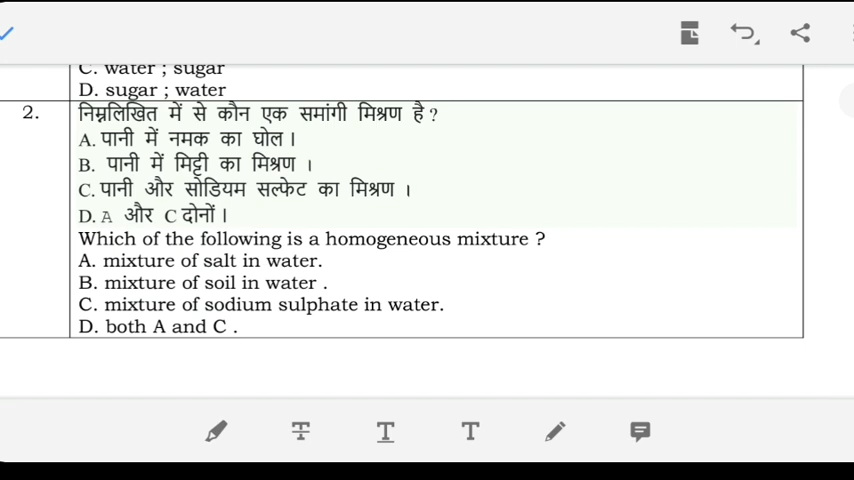 C. water ; sugar
D. sugar ; water
2. निम्नलिखित में से कौन एक समांगी मिश्रण है ?
A. पानी में नमक का घोल ।
B. पानी में मिट्टी का मिश्रण ।
C. पानी और सोडियम सल्फेट का मिश्रण ।
D. A और C दोनों ।
Which of the following is a homogeneous mixture ?
A. mixture of salt in water.
B. mixture of soil in water .
C. mixture of sodium sulphate in water.
D. both A and C .